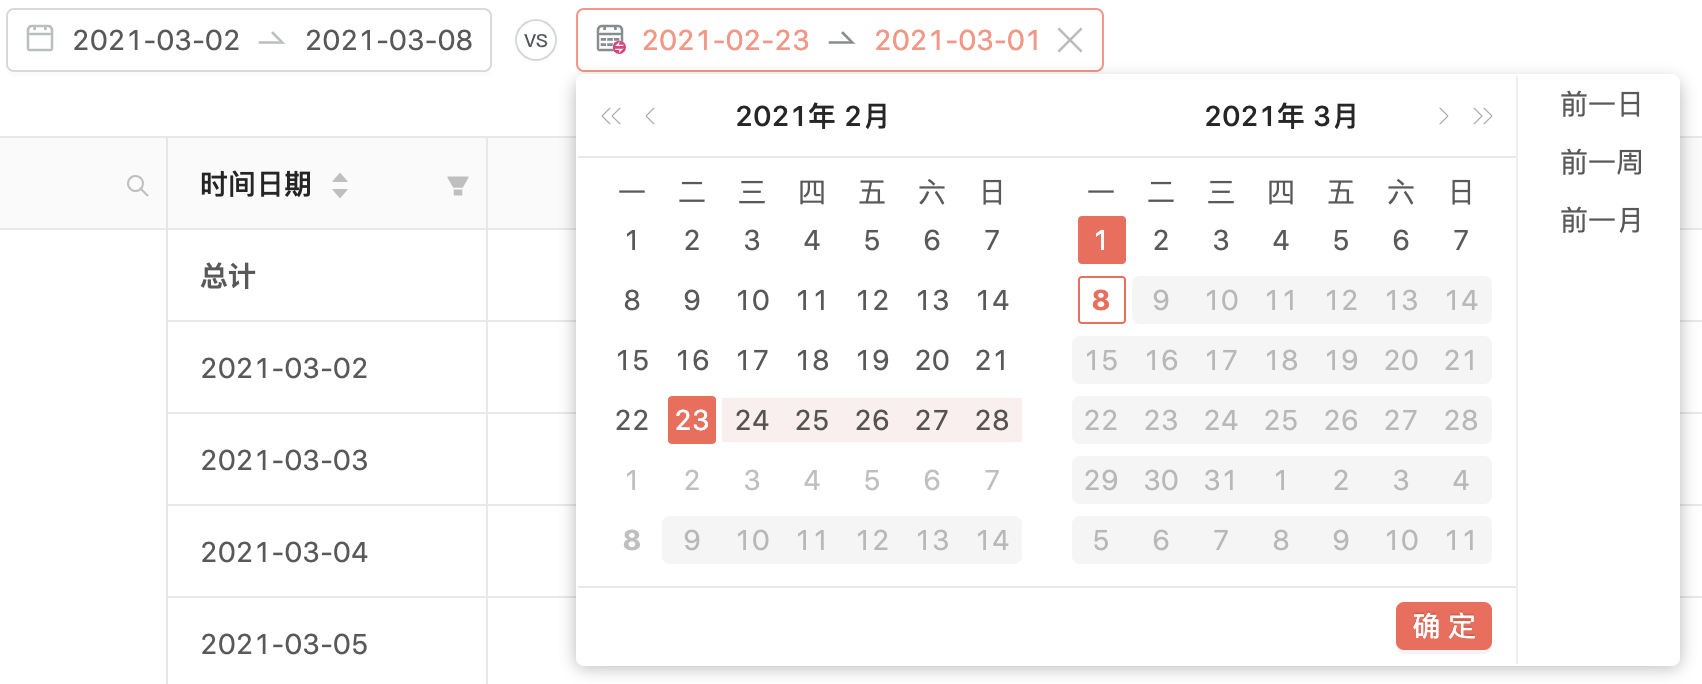 2021-03-02 → 2021-03-08 VS 2021-02-23 → 2021-03-01
2021年 2月
一 二 三 四 五 六 日
1 2 3 4 5 6 7
8 9 10 11 12 13 14
15 16 17 18 19 20 21
22 23 24 25 26 27 28
1 2 3 4 5 6 7
8 9 10 11 12 13 14
2021年 3月
一 二 三 四 五 六 日
1 2 3 4 5 6 7
8 9 10 11 12 13 14
15 16 17 18 19 20 21
22 23 24 25 26 27 28
29 30 31 1 2 3 4
5 6 7 8 9 10 11
前一日
前一周
前一月
确 定
时间日期
总计
2021-03-02
2021-03-03
2021-03-04
2021-03-05